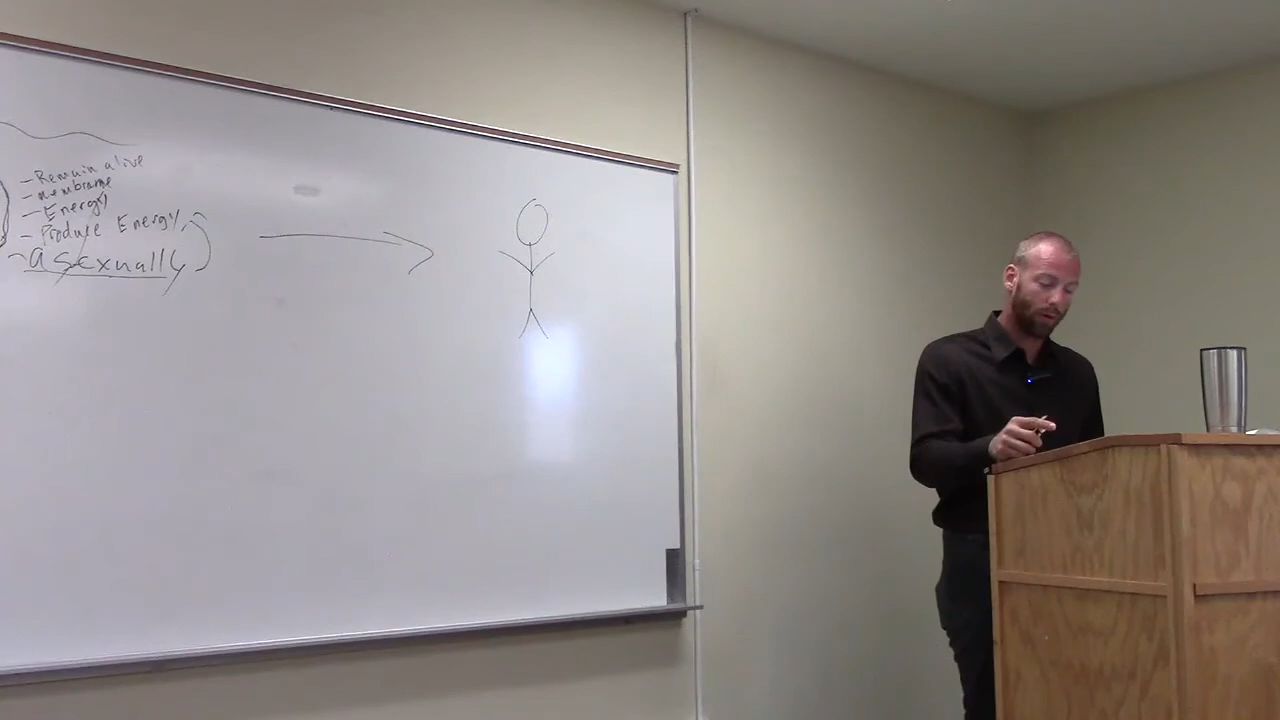 - Remain alive
- membrane
- Energy
- Produce Energy
- asexually